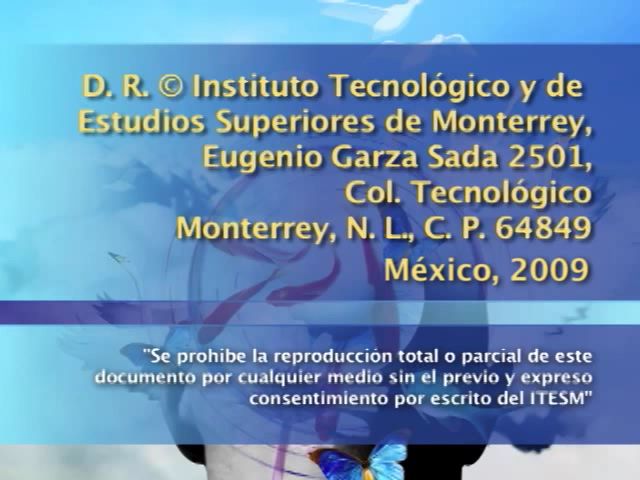 D. R. © Instituto Tecnológico y de
Estudios Superiores de Monterrey,
Eugenio Garza Sada 2501,
Col. Tecnológico
Monterrey, N. L., C. P. 64849
México, 2009
"Se prohibe la reproducción total o parcial de este
documento por cualquier medio sin el previo y expreso
consentimiento por escrito del ITESM"